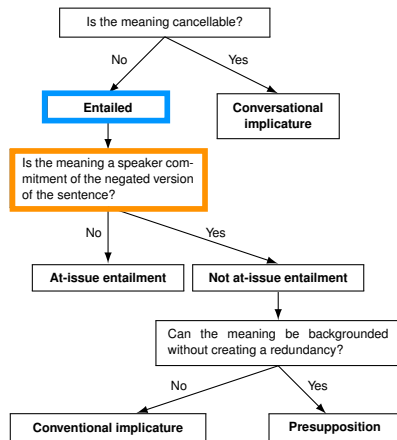 Is the meaning cancellable?
No
Yes
Entailed
Conversational
implicature
Is the meaning a speaker com-
mitment of the negated version
of the sentence?
No
Yes
At-issue entailment
Not at-issue entailment
Can the meaning be backgrounded
without creating a redundancy?
No
Yes
Conventional implicature
Presupposition